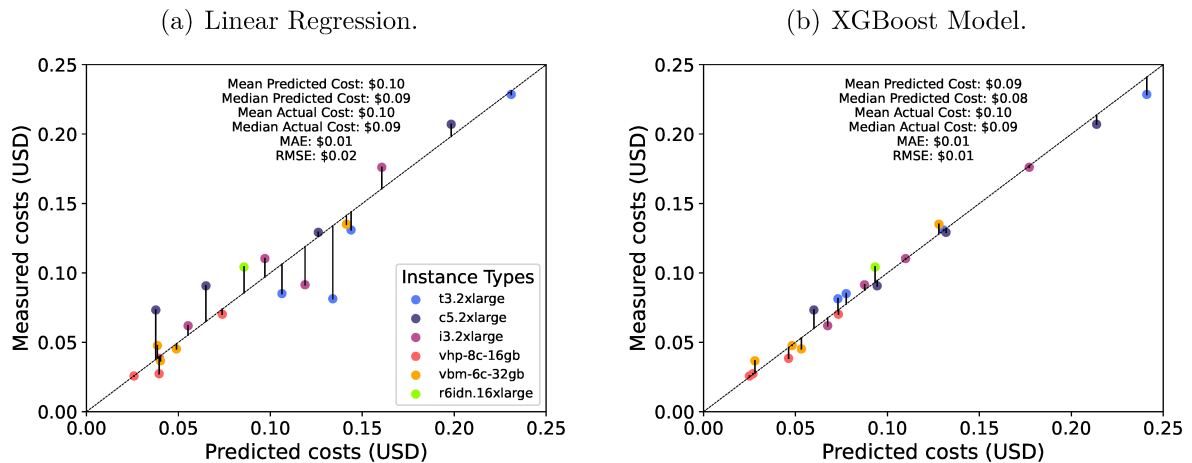 (a) Linear Regression.
Mean Predicted Cost: $0.10
Median Predicted Cost: $0.09
Mean Actual Cost: $0.10
Median Actual Cost: $0.09
MAE: $0.01
RMSE: $0.02
Measured costs (USD)
0.25
0.20
0.15
0.10
0.05
0.00
Instance Types
t3.2xlarge
c5.2xlarge
i3.2xlarge
vhp-8c-16gb
vbm-6c-32gb
r6idn.16xlarge
0.00 0.05 0.10 0.15 0.20 0.25
Predicted costs (USD)
(b) XGBoost Model.
Mean Predicted Cost: $0.09
Median Predicted Cost: $0.08
Mean Actual Cost: $0.10
Median Actual Cost: $0.09
MAE: $0.01
RMSE: $0.01
Measured costs (USD)
0.25
0.20
0.15
0.10
0.05
0.00
0.00 0.05 0.10 0.15 0.20 0.25
Predicted costs (USD)